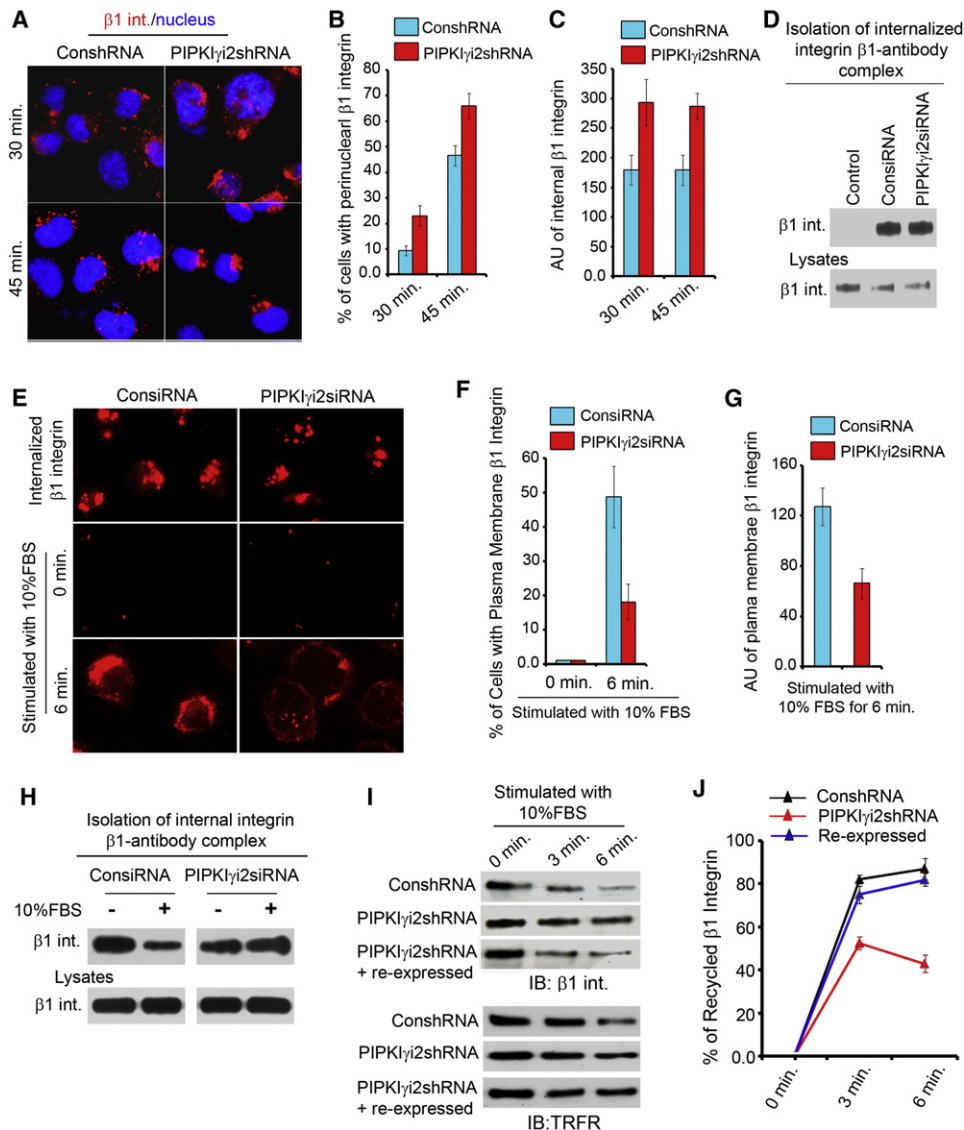 A
β1 int./nucleus
ConshRNA
PIPKIγi2shRNA
30 min.
45 min.
B
ConshRNA
PIPKIγi2shRNA
% of cells with perinuclearl β1 integrin
90
80
70
60
50
40
30
20
10
0.0
30 min.
45 min.
C
ConshRNA
PIPKIγi2shRNA
AU of internal β1 integrin
350
300
250
200
150
100
50
0.0
30 min.
45 min.
D
Isolation of internalized
integrin β1-antibody
complex
Control
ConsiRNA
PIPKIγi2siRNA
β1 int.
Lysates
β1 int.
E
ConsiRNA
PIPKIγi2siRNA
Internalized
β1 integrin
Stimulated with 10%FBS
0 min.
6 min.
F
ConsiRNA
PIPKIγi2siRNA
% of Cells with Plasma Membrane β1 Integrin
60
50
40
30
20
10
0.0
0 min.
6 min.
Stimulated with 10% FBS
G
ConsiRNA
PIPKIγi2siRNA
AU of plama membrae β1 integrin
160
120
80
40
0.0
Stimulated with
10% FBS for 6 min.
H
Isolation of internal integrin
β1-antibody complex
ConsiRNA
PIPKIγi2siRNA
10%FBS - + - +
β1 int.
Lysates
β1 int.
I
Stimulated with
10%FBS
0 min.
3 min.
6 min.
ConshRNA
PIPKIγi2shRNA
PIPKIγi2shRNA
+ re-expressed
IB: β1 int.
ConshRNA
PIPKIγi2shRNA
PIPKIγi2shRNA
+ re-expressed
IB:TRFR
J
ConshRNA
PIPKIγi2shRNA
Re-expressed
% of Recycled β1 Integrin
100
80
60
40
20
0.0
0 min.
3 min.
6 min.